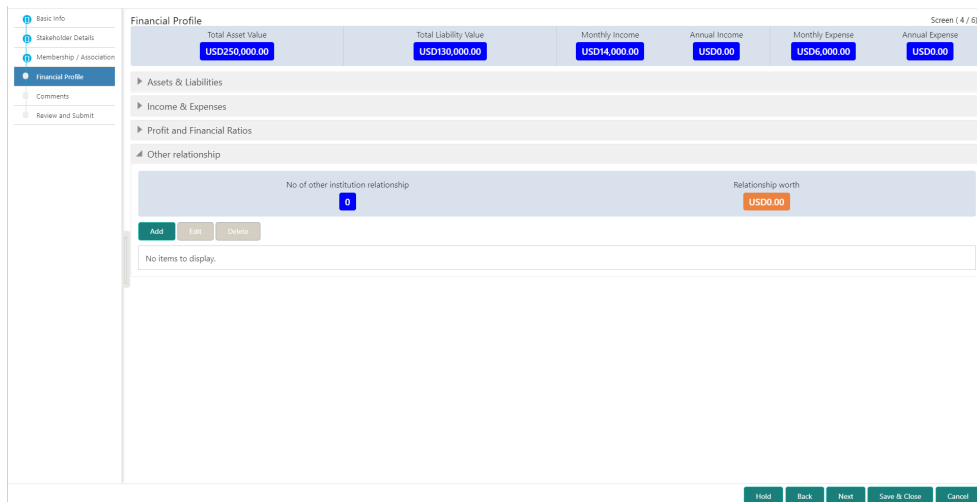 Basic Info
Stakeholder Details
Membership / Association
Financial Profile
Comments
Review and Submit
Financial Profile
Screen ( 4 / 6)
Total Asset Value
USD250,000.00
Total Liability Value
USD130,000.00
Monthly Income
USD14,000.00
Annual Income
USD0.00
Monthly Expense
USD6,000.00
Annual Expense
USD0.00
Assets & Liabilities
Income & Expenses
Profit and Financial Ratios
Other relationship
No of other institution relationship
0
Relationship worth
USD0.00
Add Edit Delete
No items to display.
Hold Back Next Save & Close Cancel